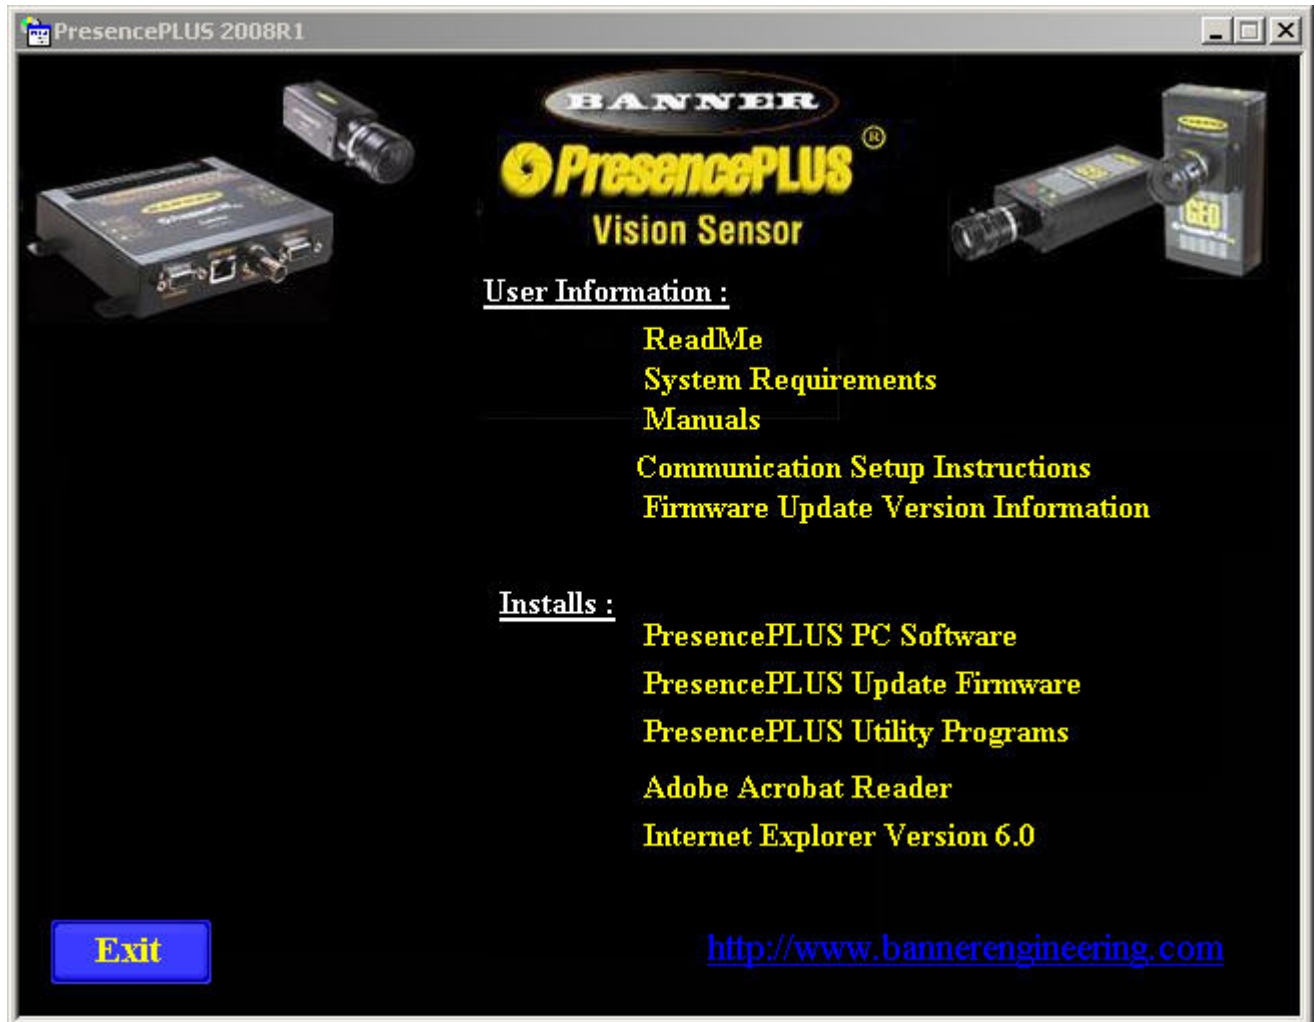 PresencePLUS 2008R1
BANNER
PresencePLUS®
Vision Sensor
GEO
GEO
User Information :
ReadMe
System Requirements
Manuals
Communication Setup Instructions
Firmware Update Version Information
Installs :
PresencePLUS PC Software
PresencePLUS Update Firmware
PresencePLUS Utility Programs
Adobe Acrobat Reader
Internet Explorer Version 6.0
Exit
http://www.bannerengineering.com